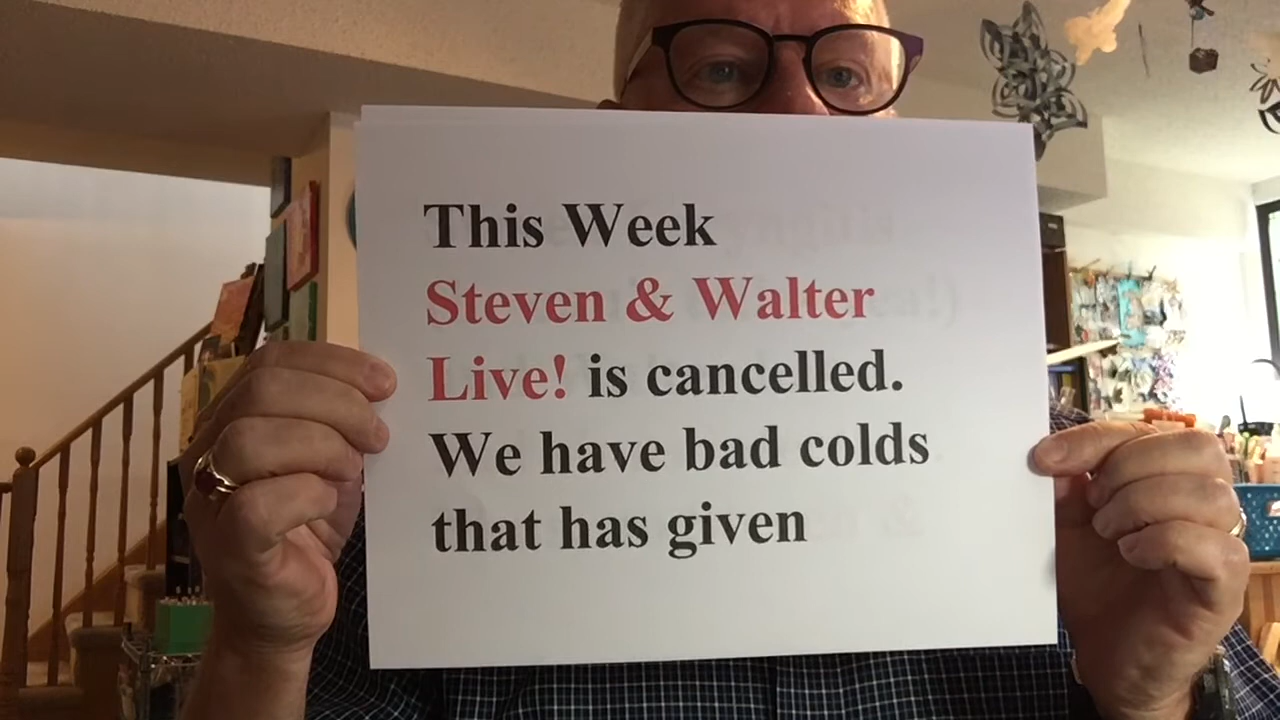 This Week
Steven & Walter
Live! is cancelled.
We have bad colds
that has given